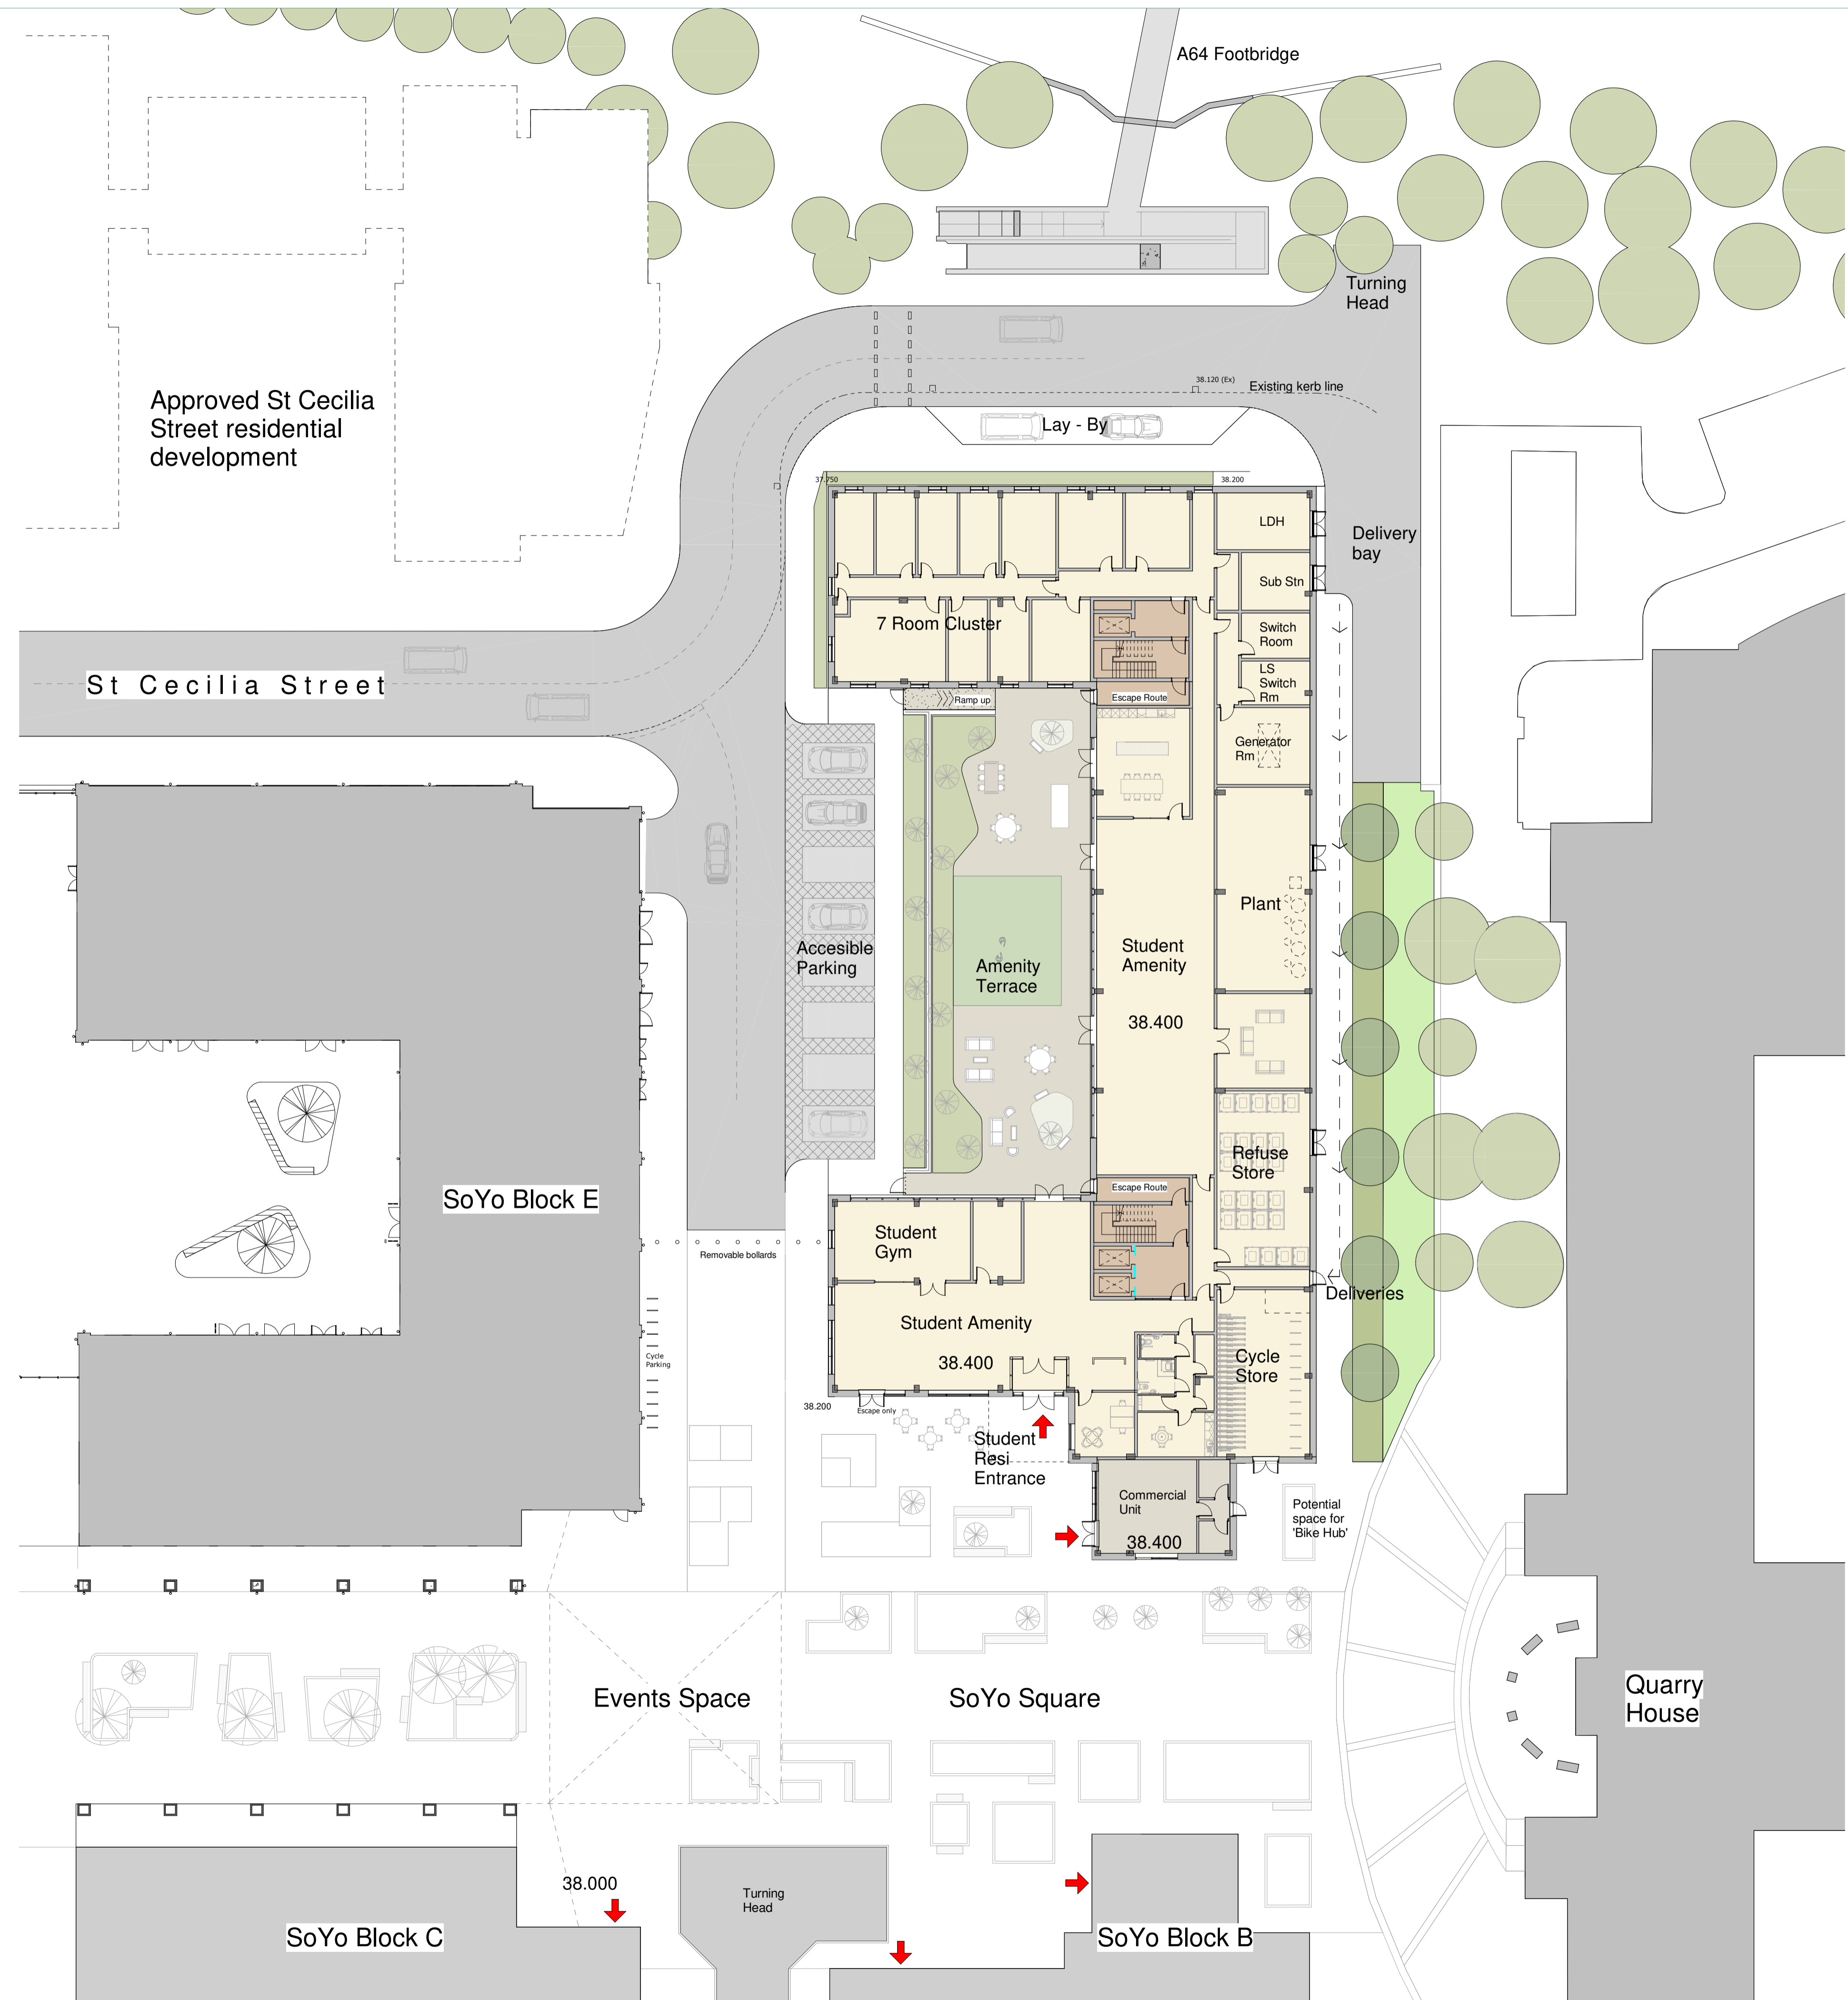 A64 Footbridge
Turning
Head
38.120 (Ex)
Existing kerb line
Approved St Cecilia
Street residential
development
Lay - By
37.750
38.200
LDH
Delivery
bay
Sub Stn
7 Room Cluster
Switch
Room
LS
Switch
Rm
St Cecilia Street
Ramp up
Escape Route
Generator
Rm
Plant
Accesible
Parking
Amenity
Terrace
Student
Amenity
38.400
Refuse
Store
Escape Route
SoYo Block E
Removable bollards
Student
Gym
Deliveries
Student Amenity
38.400
Cycle
Parking
Cycle
Store
38.200
Escape only
Student
Resi
Entrance
Commercial
Unit
38.400
Potential
space for
'Bike Hub'
Events Space
SoYo Square
Quarry
House
38.000
Turning
Head
SoYo Block C
SoYo Block B